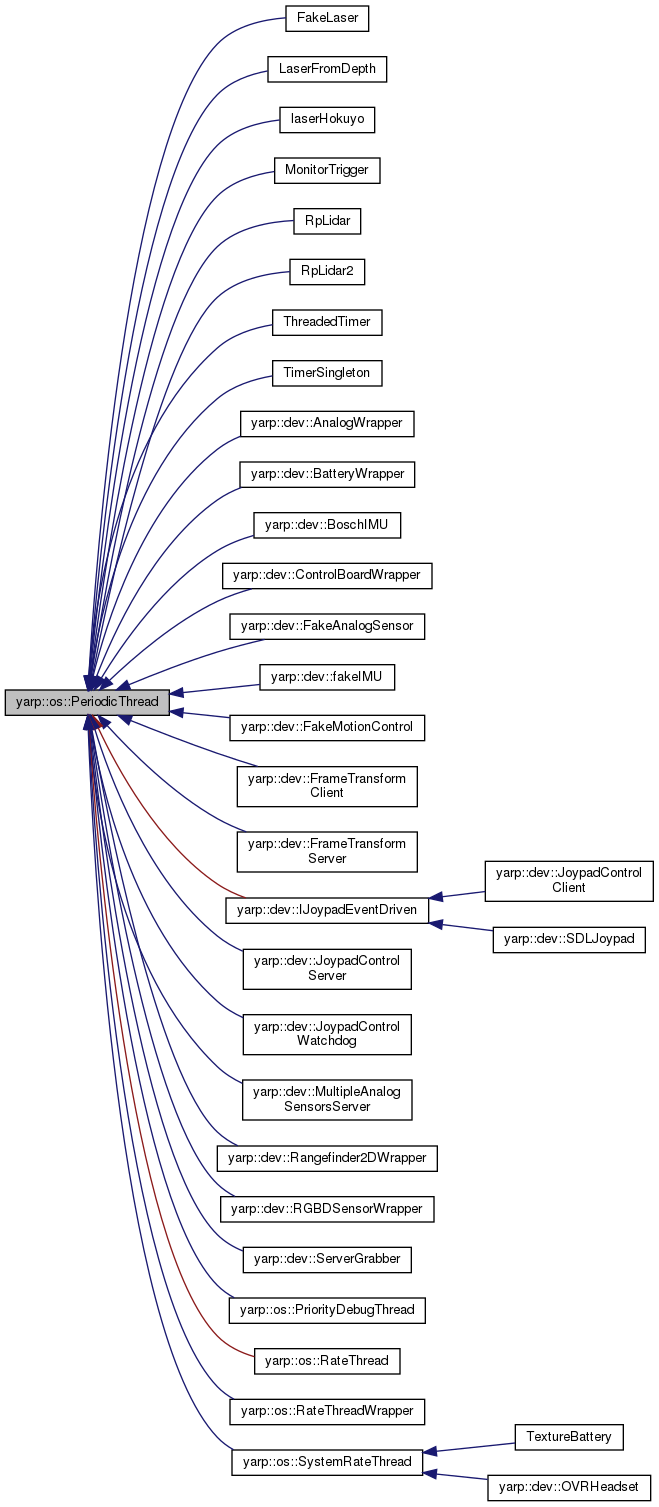 FakeLaser
LaserFromDepth
laserHokuyo
MonitorTrigger
RpLidar
RpLidar2
ThreadedTimer
TimerSingleton
yarp::dev::AnalogWrapper
yarp::dev::BatteryWrapper
yarp::dev::BoschIMU
yarp::dev::ControlBoardWrapper
yarp::dev::FakeAnalogSensor
yarp::dev::fakeIMU
yarp::os::PeriodicThread
yarp::dev::FakeMotionControl
yarp::dev::FrameTransform
Client
yarp::dev::FrameTransform
Server
yarp::dev::IJoypadEventDriven
yarp::dev::JoypadControl
Client
yarp::dev::SDLJoypad
yarp::dev::JoypadControl
Server
yarp::dev::JoypadControl
Watchdog
yarp::dev::MultipleAnalog
SensorsServer
yarp::dev::Rangefinder2DWrapper
yarp::dev::RGBDSensorWrapper
yarp::dev::ServerGrabber
yarp::os::PriorityDebugThread
yarp::os::RateThread
yarp::os::RateThreadWrapper
yarp::os::SystemRateThread
TextureBattery
yarp::dev::OVRHeadset